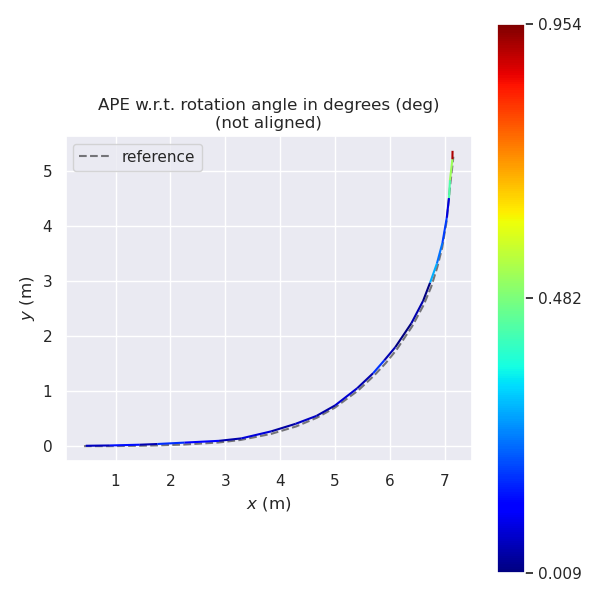 APE w.r.t. rotation angle in degrees (deg)
(not aligned)
reference
5
4
3
2
1
0
y (m)
1 2 3 4 5 6 7
x (m)
0.954
0.482
0.009